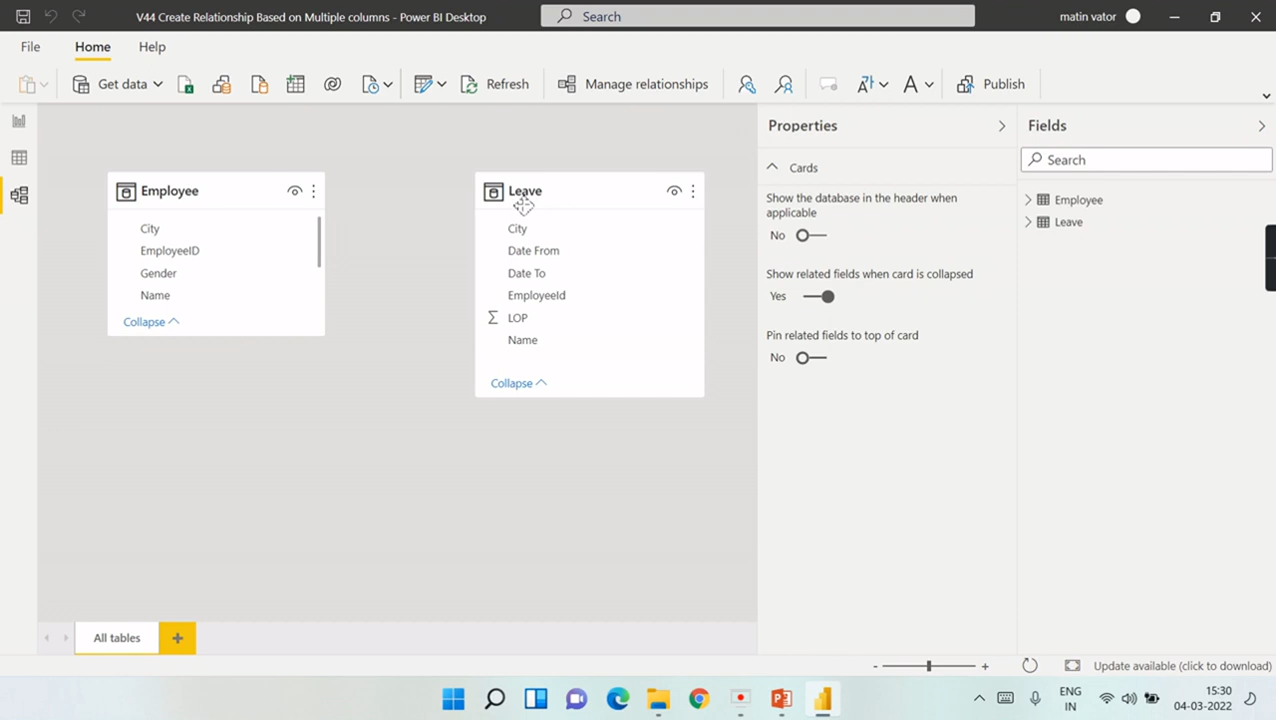 V44 Create Relationship Based on Multiple columns - Power BI Desktop
Search
matin vator
File
Home
Help
Get data
Refresh
Manage relationships
Publish
Employee
City
EmployeeID
Gender
Name
Collapse
Leave
City
Date From
Date To
EmployeeId
LOP
Name
Collapse
Properties
Cards
Show the database in the header when
applicable
No
Show related fields when card is collapsed
Yes
Pin related fields to top of card
No
Fields
Search
Employee
Leave
All tables
Update available (click to download)
ENG
IN
15:30
04-03-2022